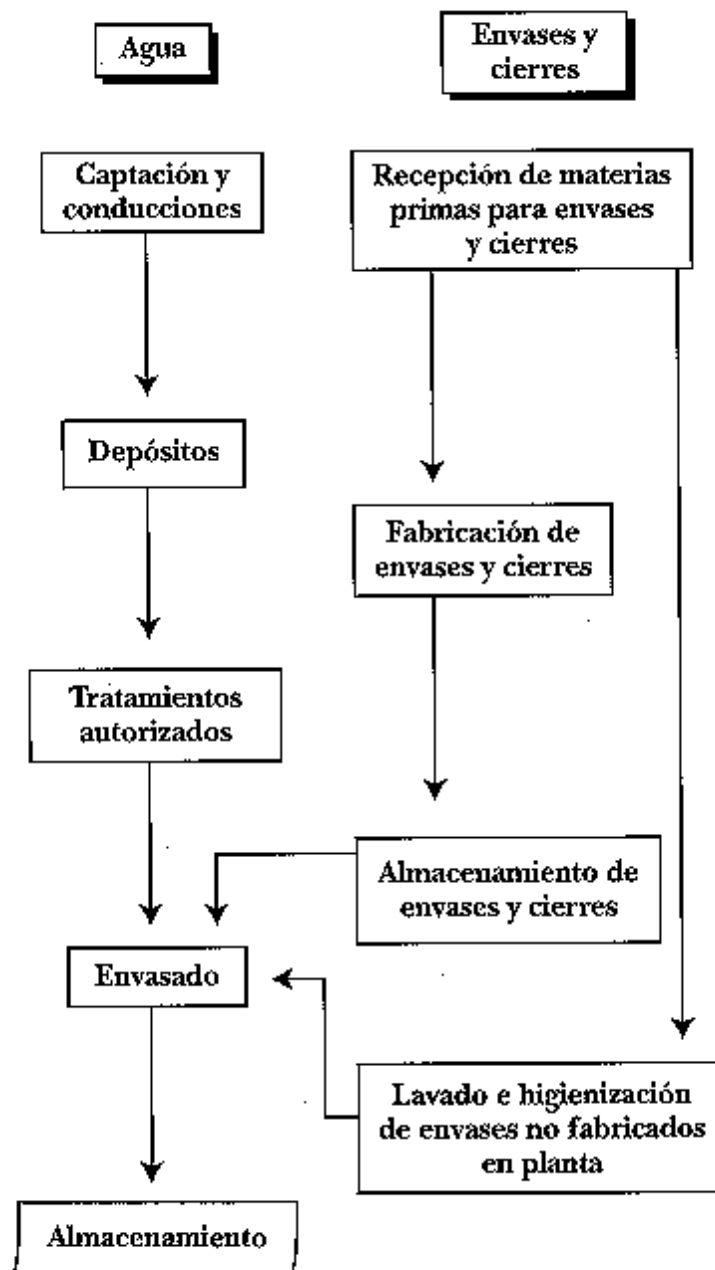 Agua
Envases y
cierres
Captación y
conducciones
Recepción de materias
primas para envases
y cierres
Depósitos
Fabricación de
envases y cierres
Tratamientos
autorizados
Almacenamiento de
envases y cierres
Envasado
Lavado e higienización
de envases no fabricados
en planta
Almacenamiento